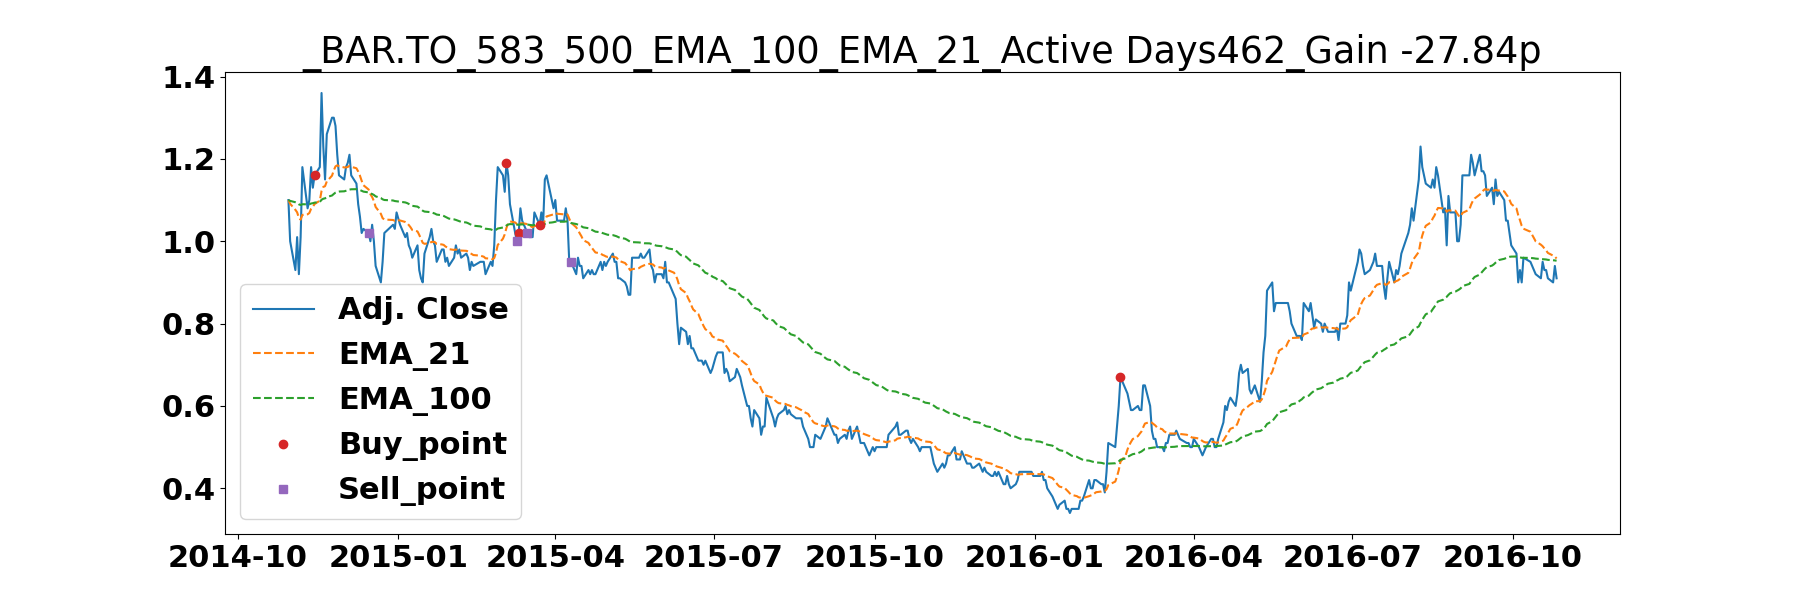 _BAR.TO_583_500_EMA_100_EMA_21_Active Days462_Gain -27.84p
1.4
1.2
1.0
0.8
0.6
0.4
Adj. Close
EMA_21
EMA_100
Buy_point
Sell_point
2014-10 2015-01 2015-04 2015-07 2015-10 2016-01 2016-04 2016-07 2016-10